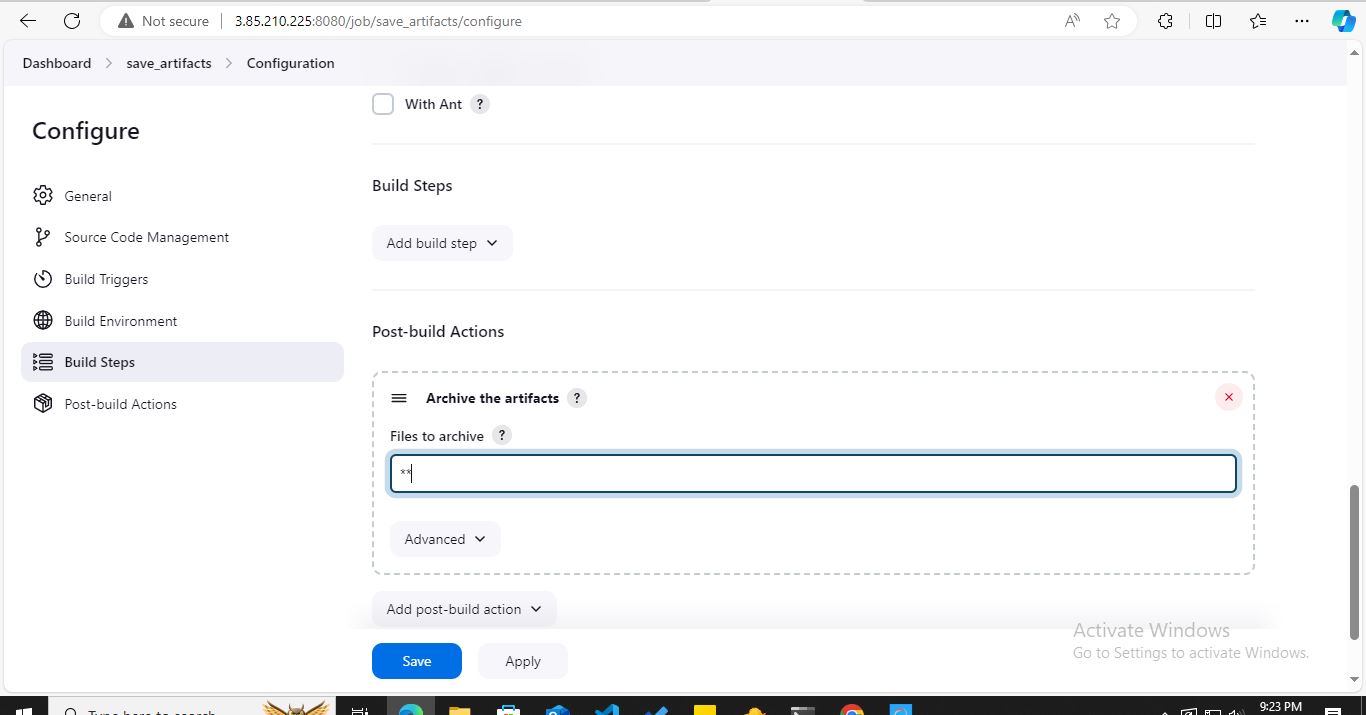 Not secure
3.85.210.225:8080/job/save_artifacts/configure
Dashboard > save_artifacts > Configuration
With Ant ?
Configure
General
Source Code Management
Build Triggers
Build Environment
Build Steps
Post-build Actions
Build Steps
Add build step
Post-build Actions
Archive the artifacts ?
Files to archive ?
**
Advanced
Add post-build action
Save
Apply
Activate Windows
Go to Settings to activate Windows.
Type here to search
9:23 PM